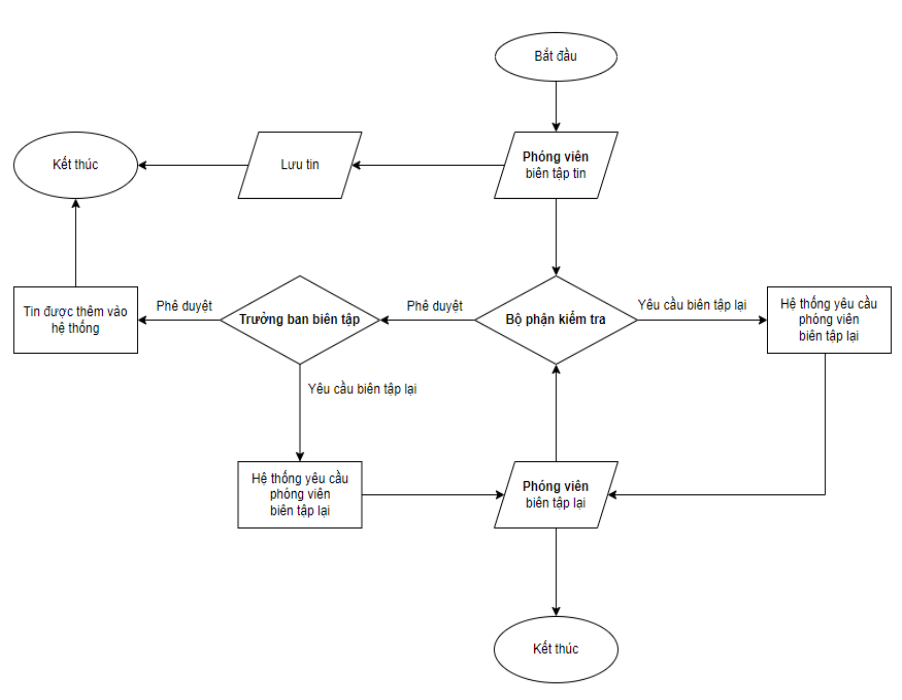 Bắt đầu
Kết thúc
Lưu tin
Phóng viên
biên tập tin
Tin được thêm vào
hệ thống
Phê duyệt
Trưởng ban biên tập
Phê duyệt
Bộ phận kiểm tra
Yêu cầu biên tập lại
Hệ thống yêu cầu
phóng viên
biên tập lại
Yêu cầu biên tập lại
Hệ thống yêu cầu
phóng viên
biên tập lại
Phóng viên
biên tập lại
Kết thúc